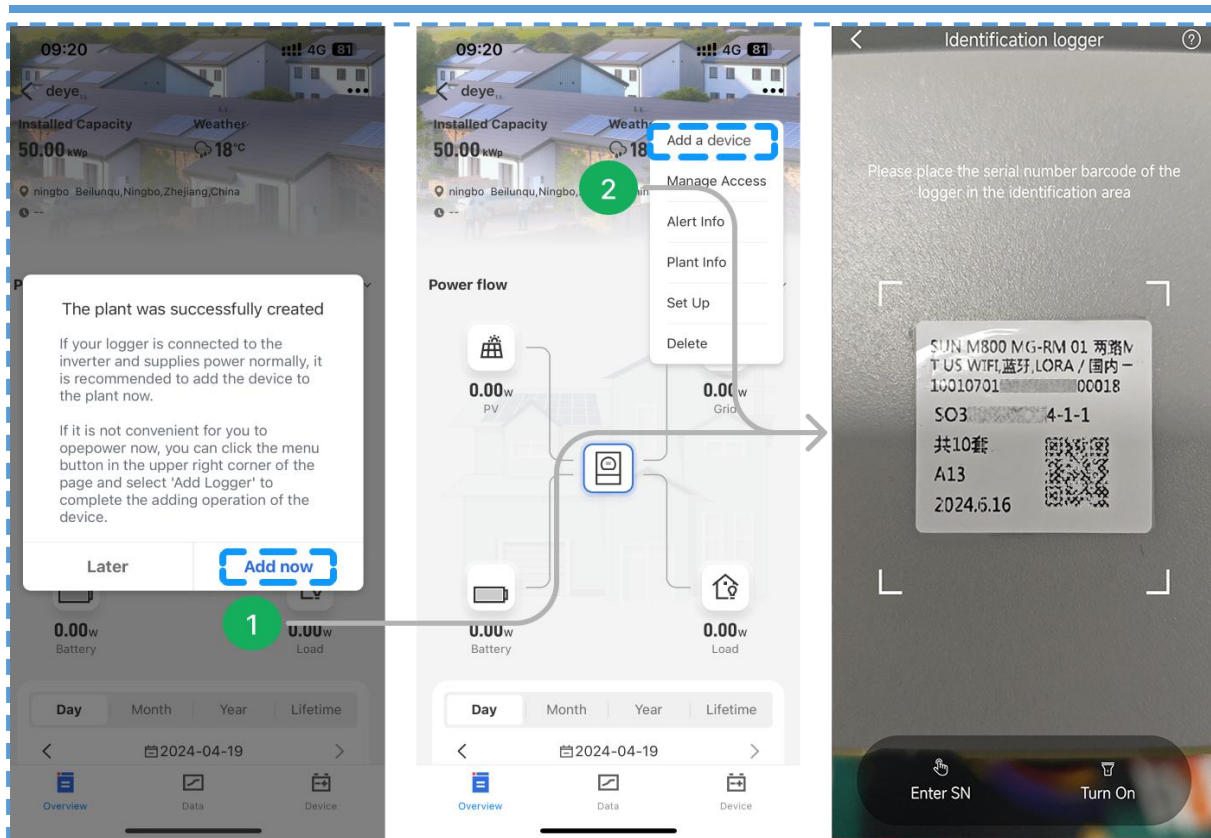 09:20
4G 81
deye
Installed Capacity Weather
50.00 kWp 18°C
ningbo Beilunqu,Ningbo,Zhejiang,China
--
The plant was successfully created
If your logger is connected to the
inverter and supplies power normally, it
is recommended to add the device to
the plant now.
If it is not convenient for you to
opepower now, you can click the menu
button in the upper right corner of the
page and select 'Add Logger' to
complete the adding operation of the
device.
Later Add now
1
0.00w 0.00w
Battery Load
Day Month Year Lifetime
2024-04-19
Overview Data Device
09:20
4G 81
deye
Installed Capacity
50.00 kWp 18
ningbo Beilunqu,Ningbo,
--
2
Add a device
Manage Access
Alert Info
Plant Info
Set Up
Delete
Power flow
0.00w 0.00w
PV Grid
0.00w 0.00w
Battery Load
Day Month Year Lifetime
2024-04-19
Overview Data Device
Identification logger
Please place the serial number barcode of the
logger in the identification area
SUN M800 MG-RM 01 两路M
T US WIFI,蓝牙,LORA / 国内一
10010701 00018
SO3 4-1-1
共10套
A13
2024.6.16
Enter SN Turn On